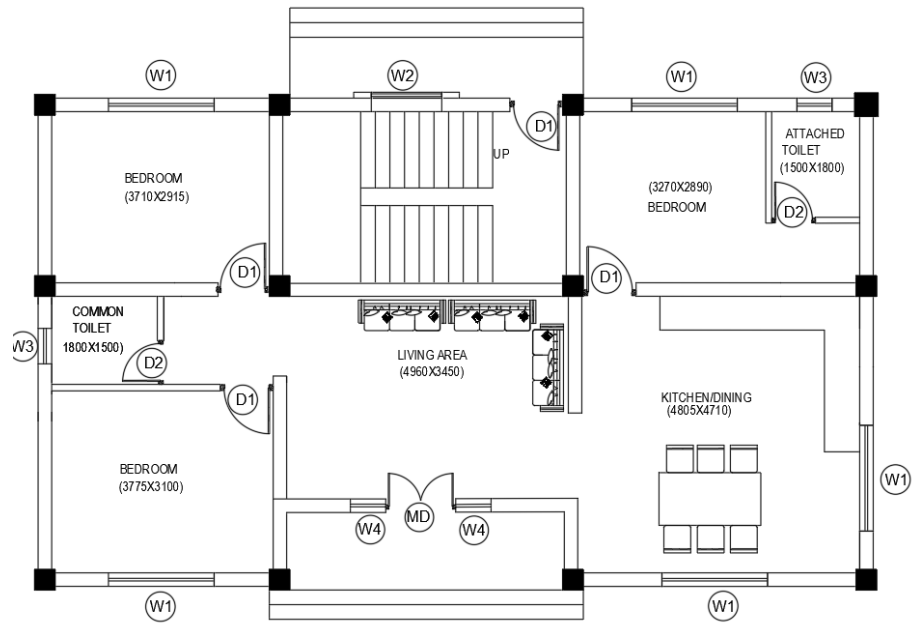 W1
W2
W1
W3
D1
UP
ATTACHED
TOILET
(1500X1800)
BEDROOM
(3710X2915)
(3270X2890)
BEDROOM
D2
D1
D1
COMMON
TOILET
1800X1500)
W3
D2
LIVING AREA
(4960X3450)
D1
KITCHEN/DINING
(4805X4710)
BEDROOM
(3775X3100)
W1
W4
MD
W4
W1
W1